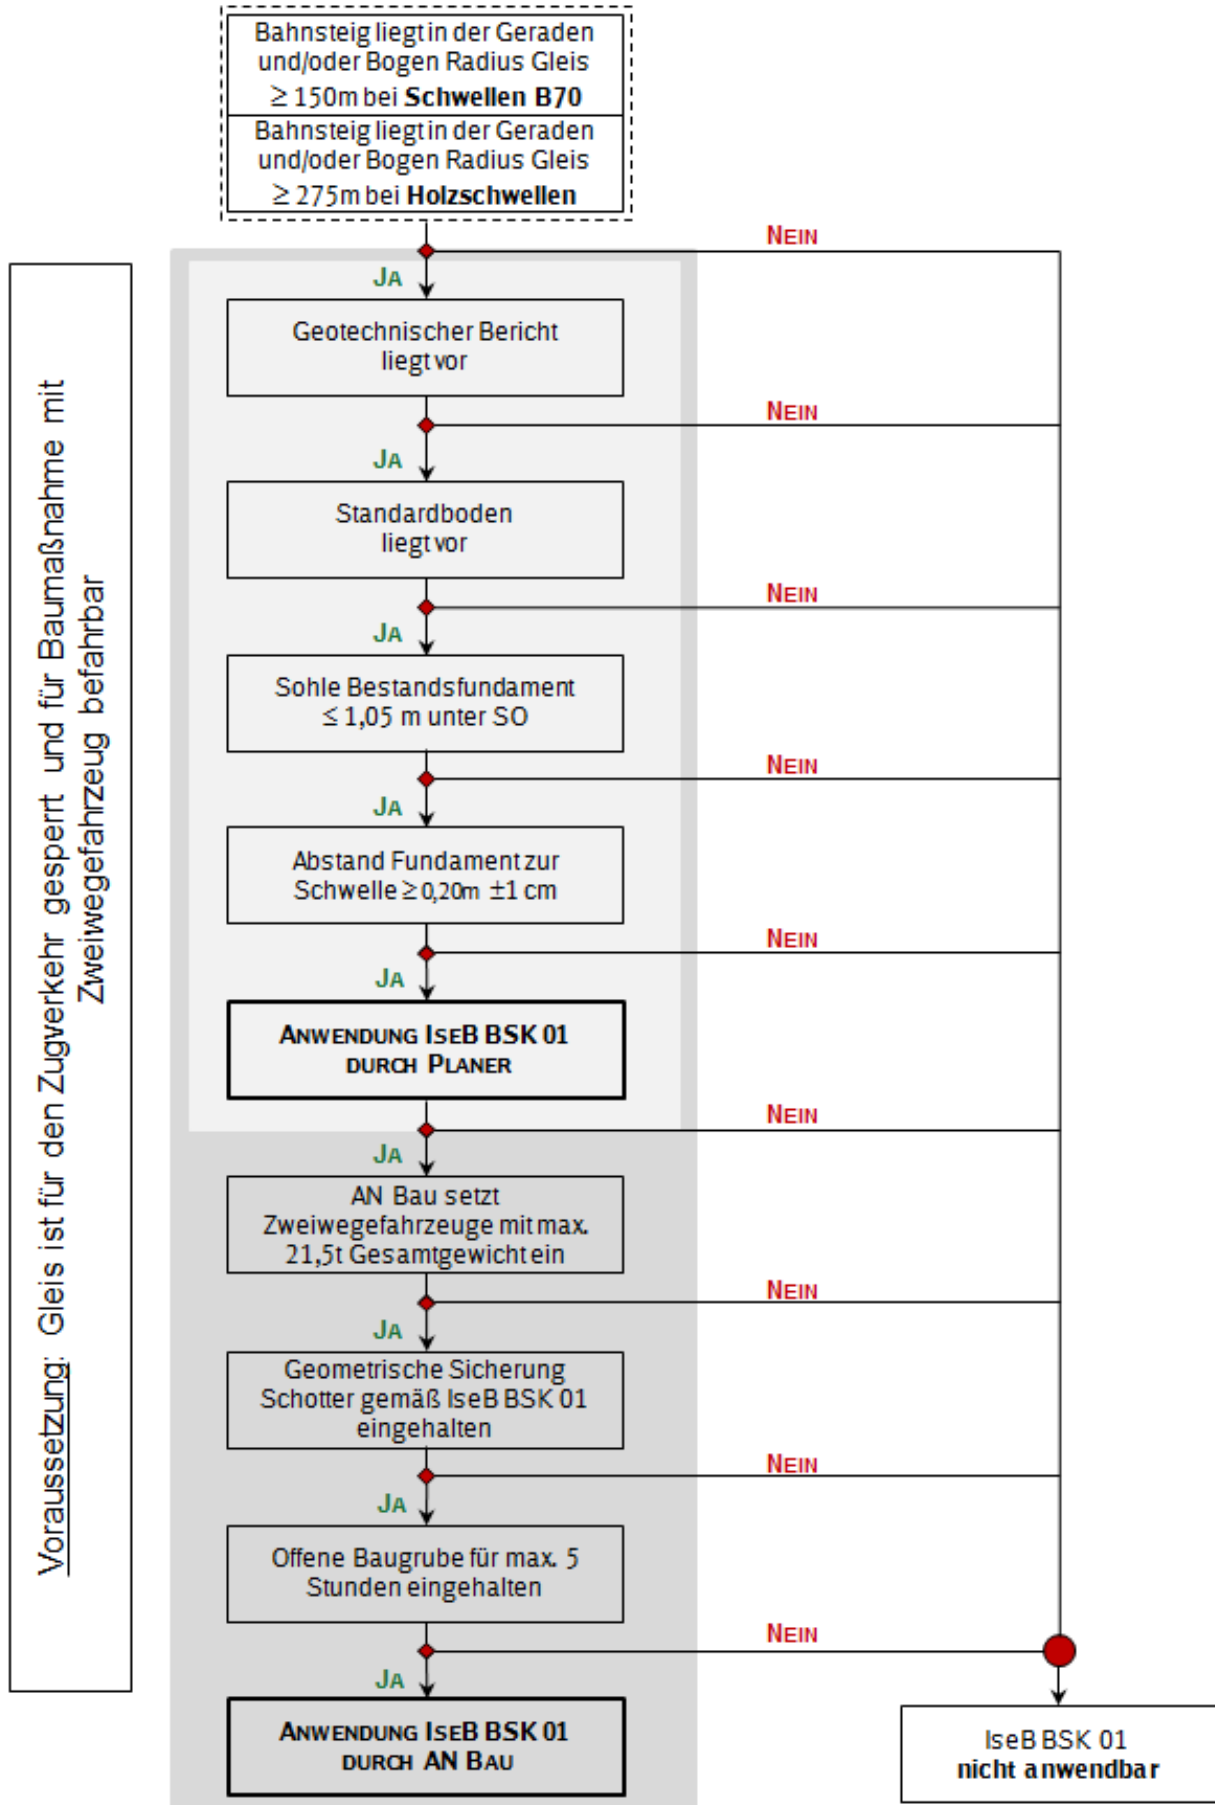 Bahnsteig liegt in der Geraden
und/oder Bogen Radius Gleis
≥ 150m bei Schwellen B70
Bahnsteig liegt in der Geraden
und/oder Bogen Radius Gleis
≥ 275m bei Holzschwellen
NEIN
JA
Voraussetzung: Gleis ist für den Zugverkehr gesperrt und für Baumaßnahme mit
Zweiwegefahrzeug befahrbar
Geotechnischer Bericht
liegt vor
NEIN
JA
Standardboden
liegt vor
NEIN
JA
Sohle Bestandsfundament
≤ 1,05 m unter SO
NEIN
JA
Abstand Fundament zur
Schwelle ≥ 0,20m ±1 cm
NEIN
JA
ANWENDUNG ISEB BSK 01
DURCH PLANER
NEIN
JA
AN Bau setzt
Zweiwegefahrzeuge mit max.
21,5t Gesamtgewicht ein
NEIN
JA
Geometrische Sicherung
Schotter gemäß IseB BSK 01
eingehalten
NEIN
JA
Offene Baugrube für max. 5
Stunden eingehalten
NEIN
JA
ANWENDUNG ISEB BSK 01
DURCH AN BAU
IseB BSK 01
nicht anwendbar